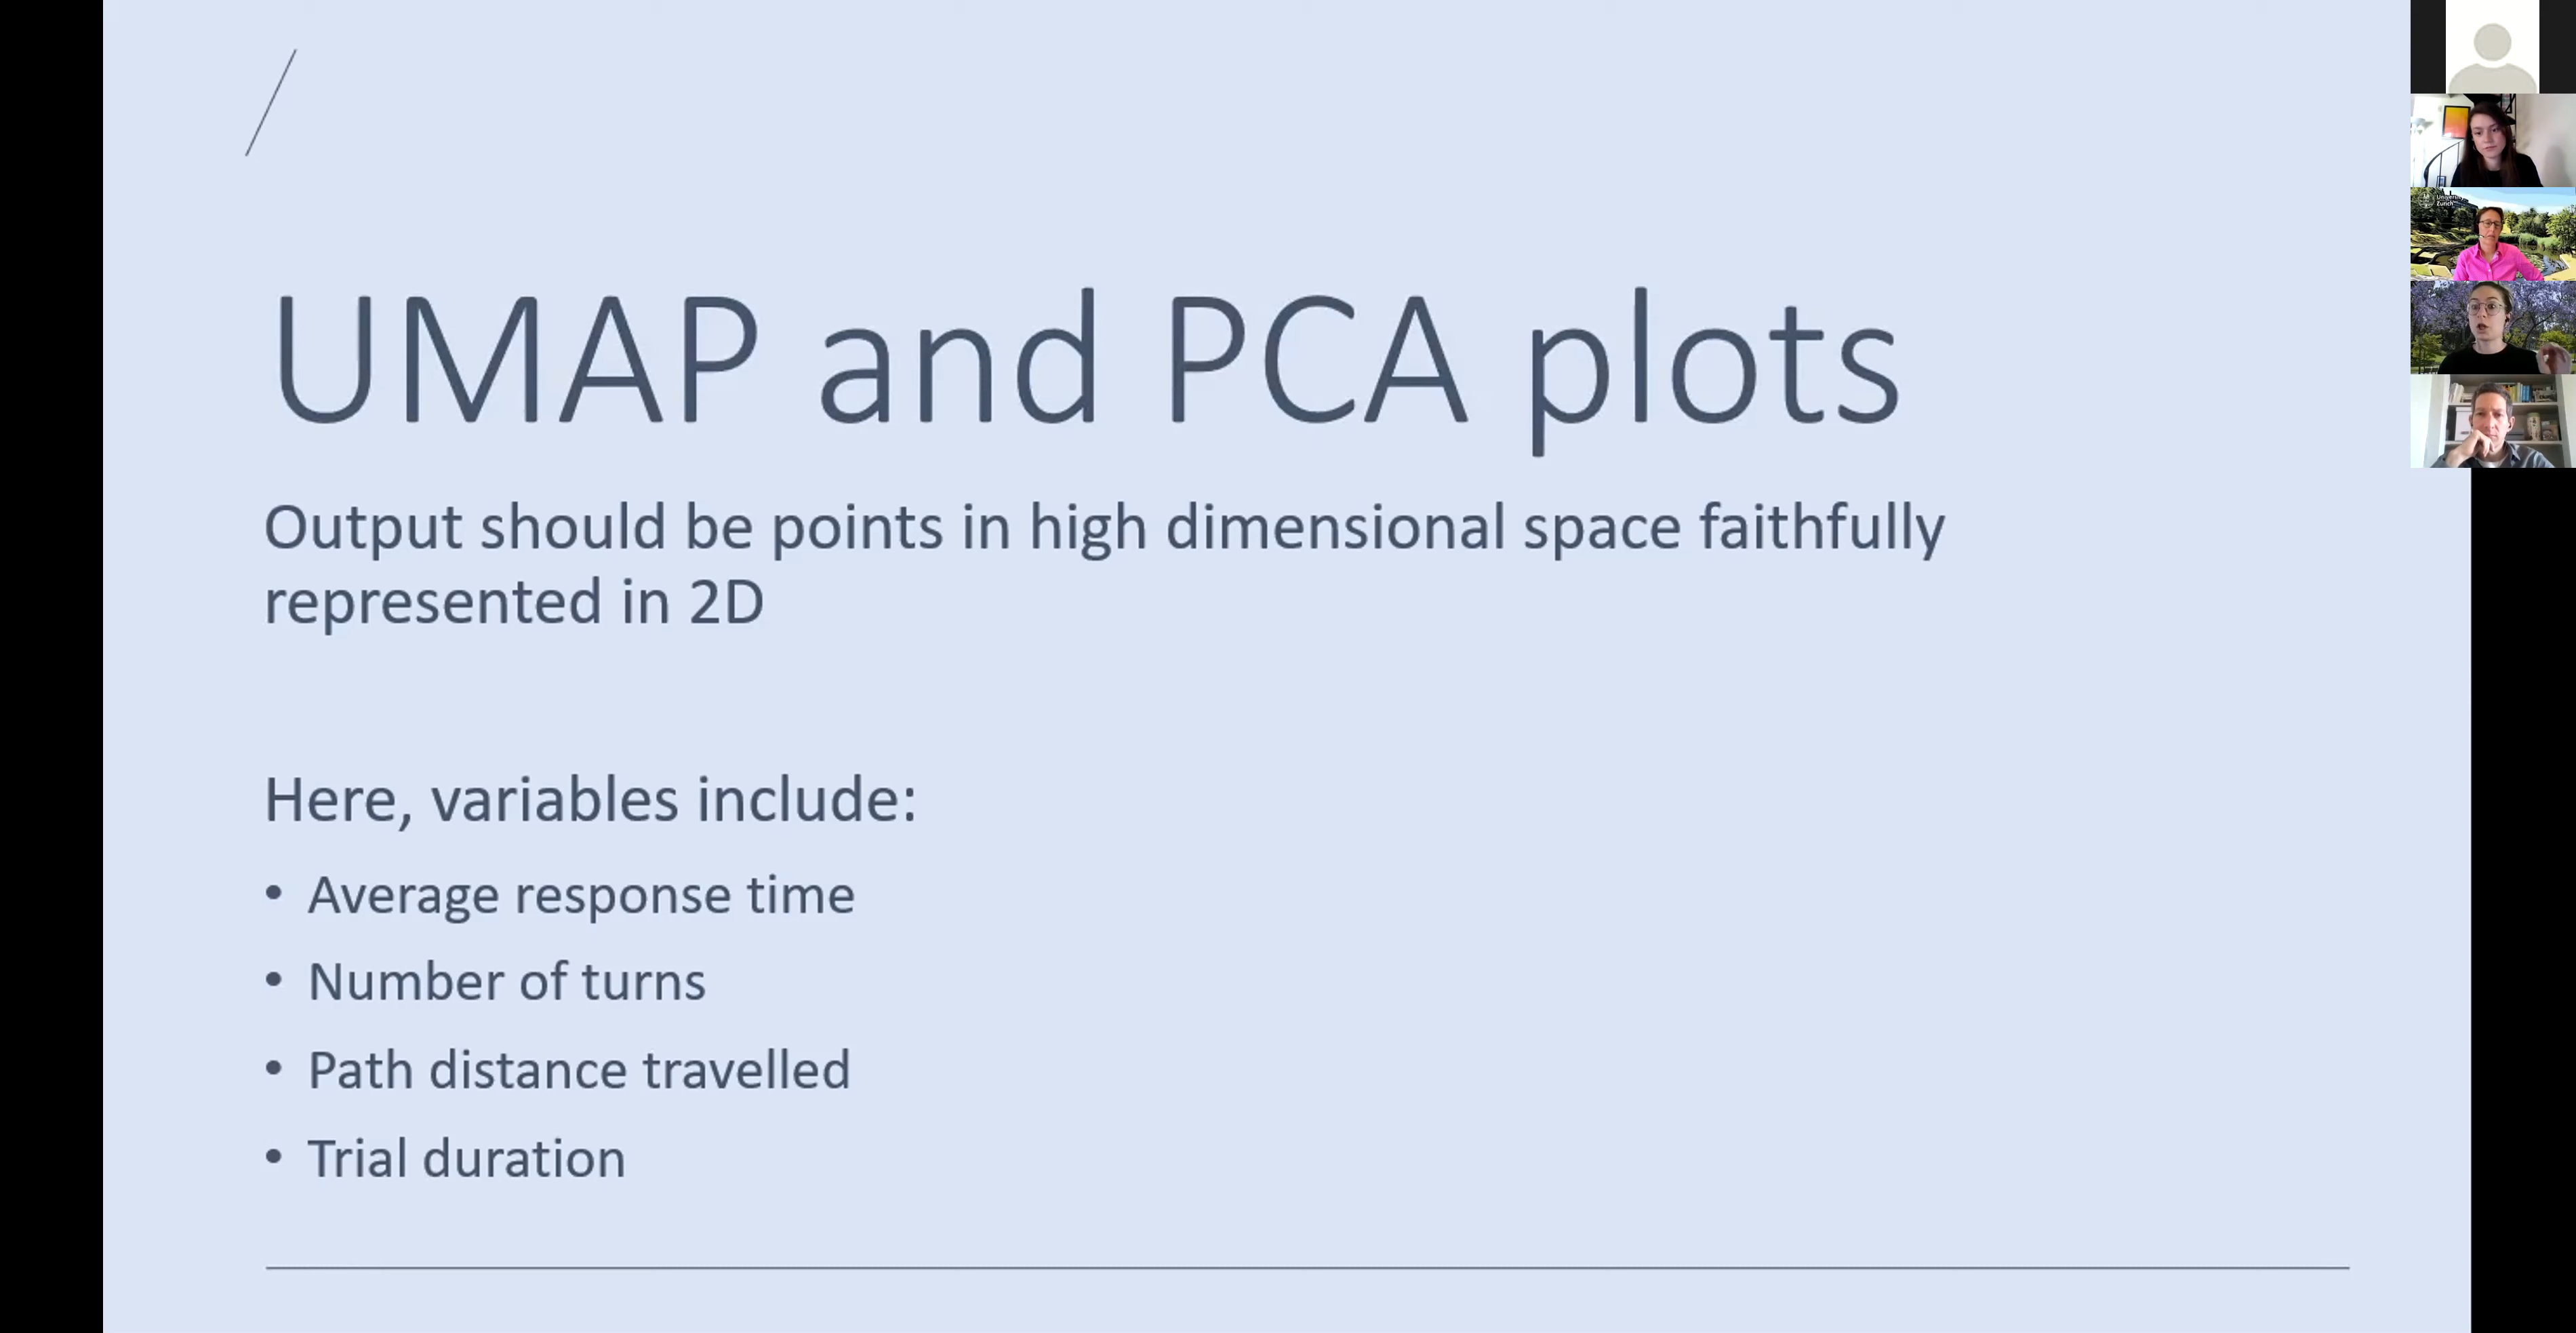 UMAP and PCA plots
Output should be points in high dimensional space faithfully
represented in 2D
Here, variables include:
• Average response time
• Number of turns
• Path distance travelled
• Trial duration